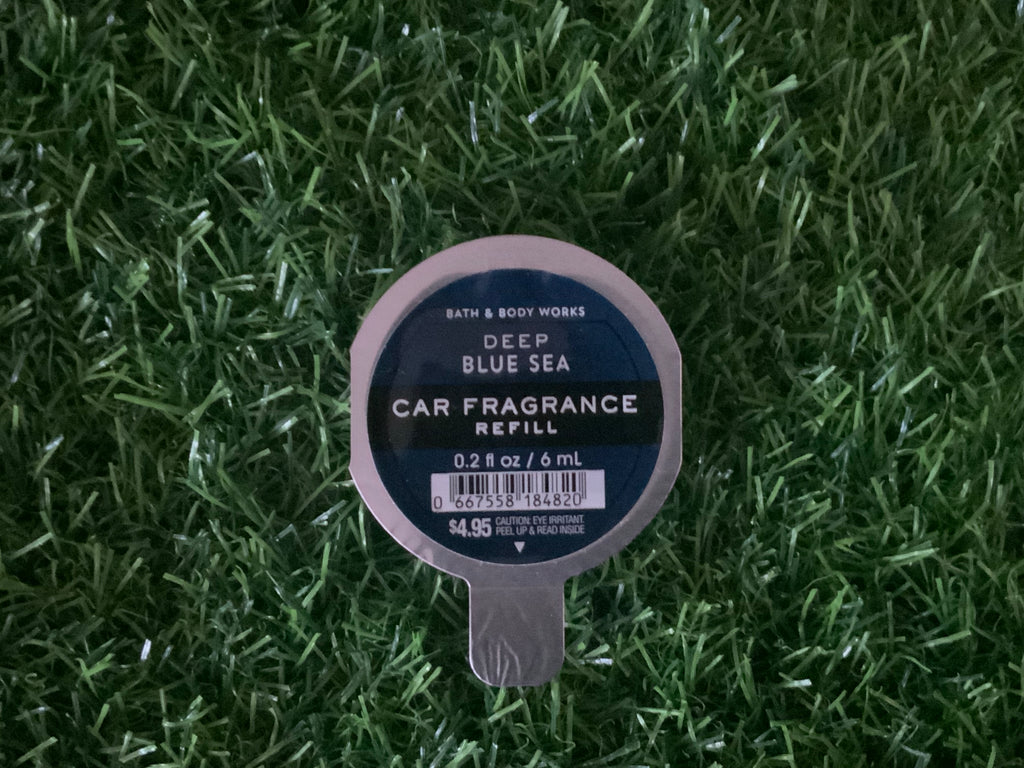 BATH & BODY WORKS
DEEP
BLUE SEA
CAR FRAGRANCE
REFILL
0.2 fl oz / 6 mL
0 667558 184820
$4.95 CAUTION: EYE IRRITANT.
PEEL UP & READ INSIDE